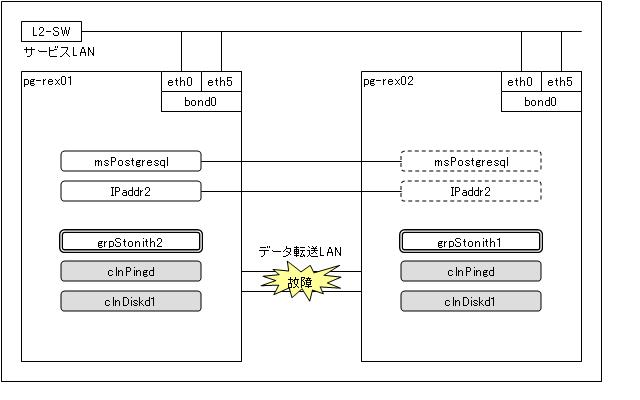 L2-SW
サービスLAN
pg-rex01
eth0
eth5
bond0
pg-rex02
eth0
eth5
bond0
msPostgresql
msPostgresql
IPaddr2
IPaddr2
grpStonith2
データ転送LAN
grpStonith1
clnPingd
故障
clnPingd
clnDiskd1
clnDiskd1